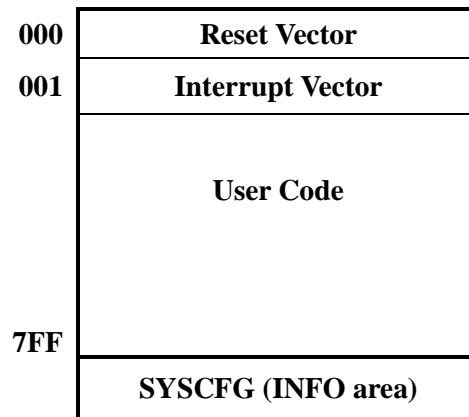 000 Reset Vector
001 Interrupt Vector
User Code
7FF
SYSCFG (INFO area)